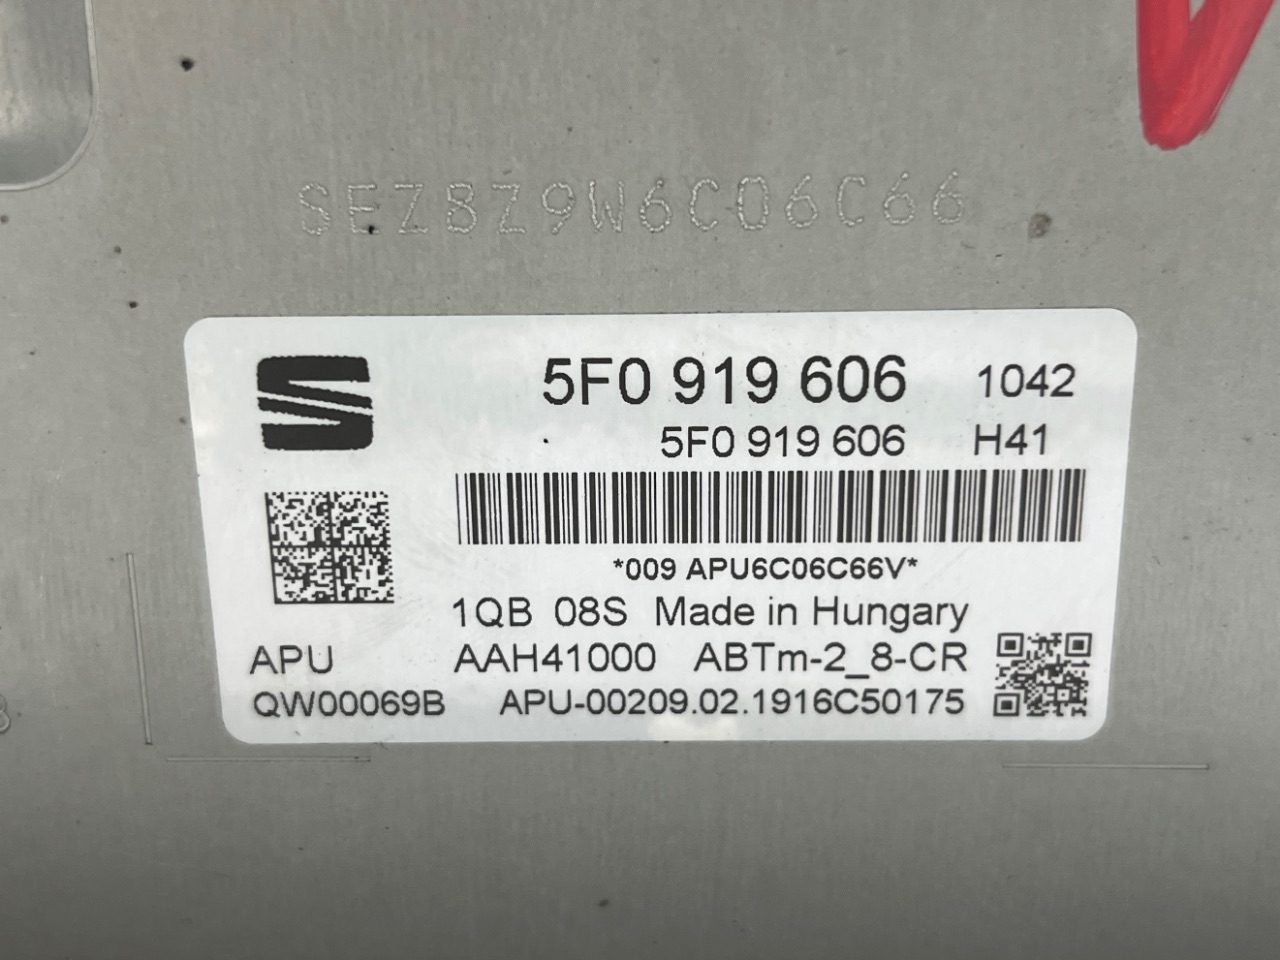 SEZ8Z9W6C06C66
5F0 919 606 1042
5F0 919 606 H41
*009 APU6C06C66V*
1QB 08S Made in Hungary
APU AAH41000 ABTm-2_8-CR
QW00069B APU-00209.02.1916C50175